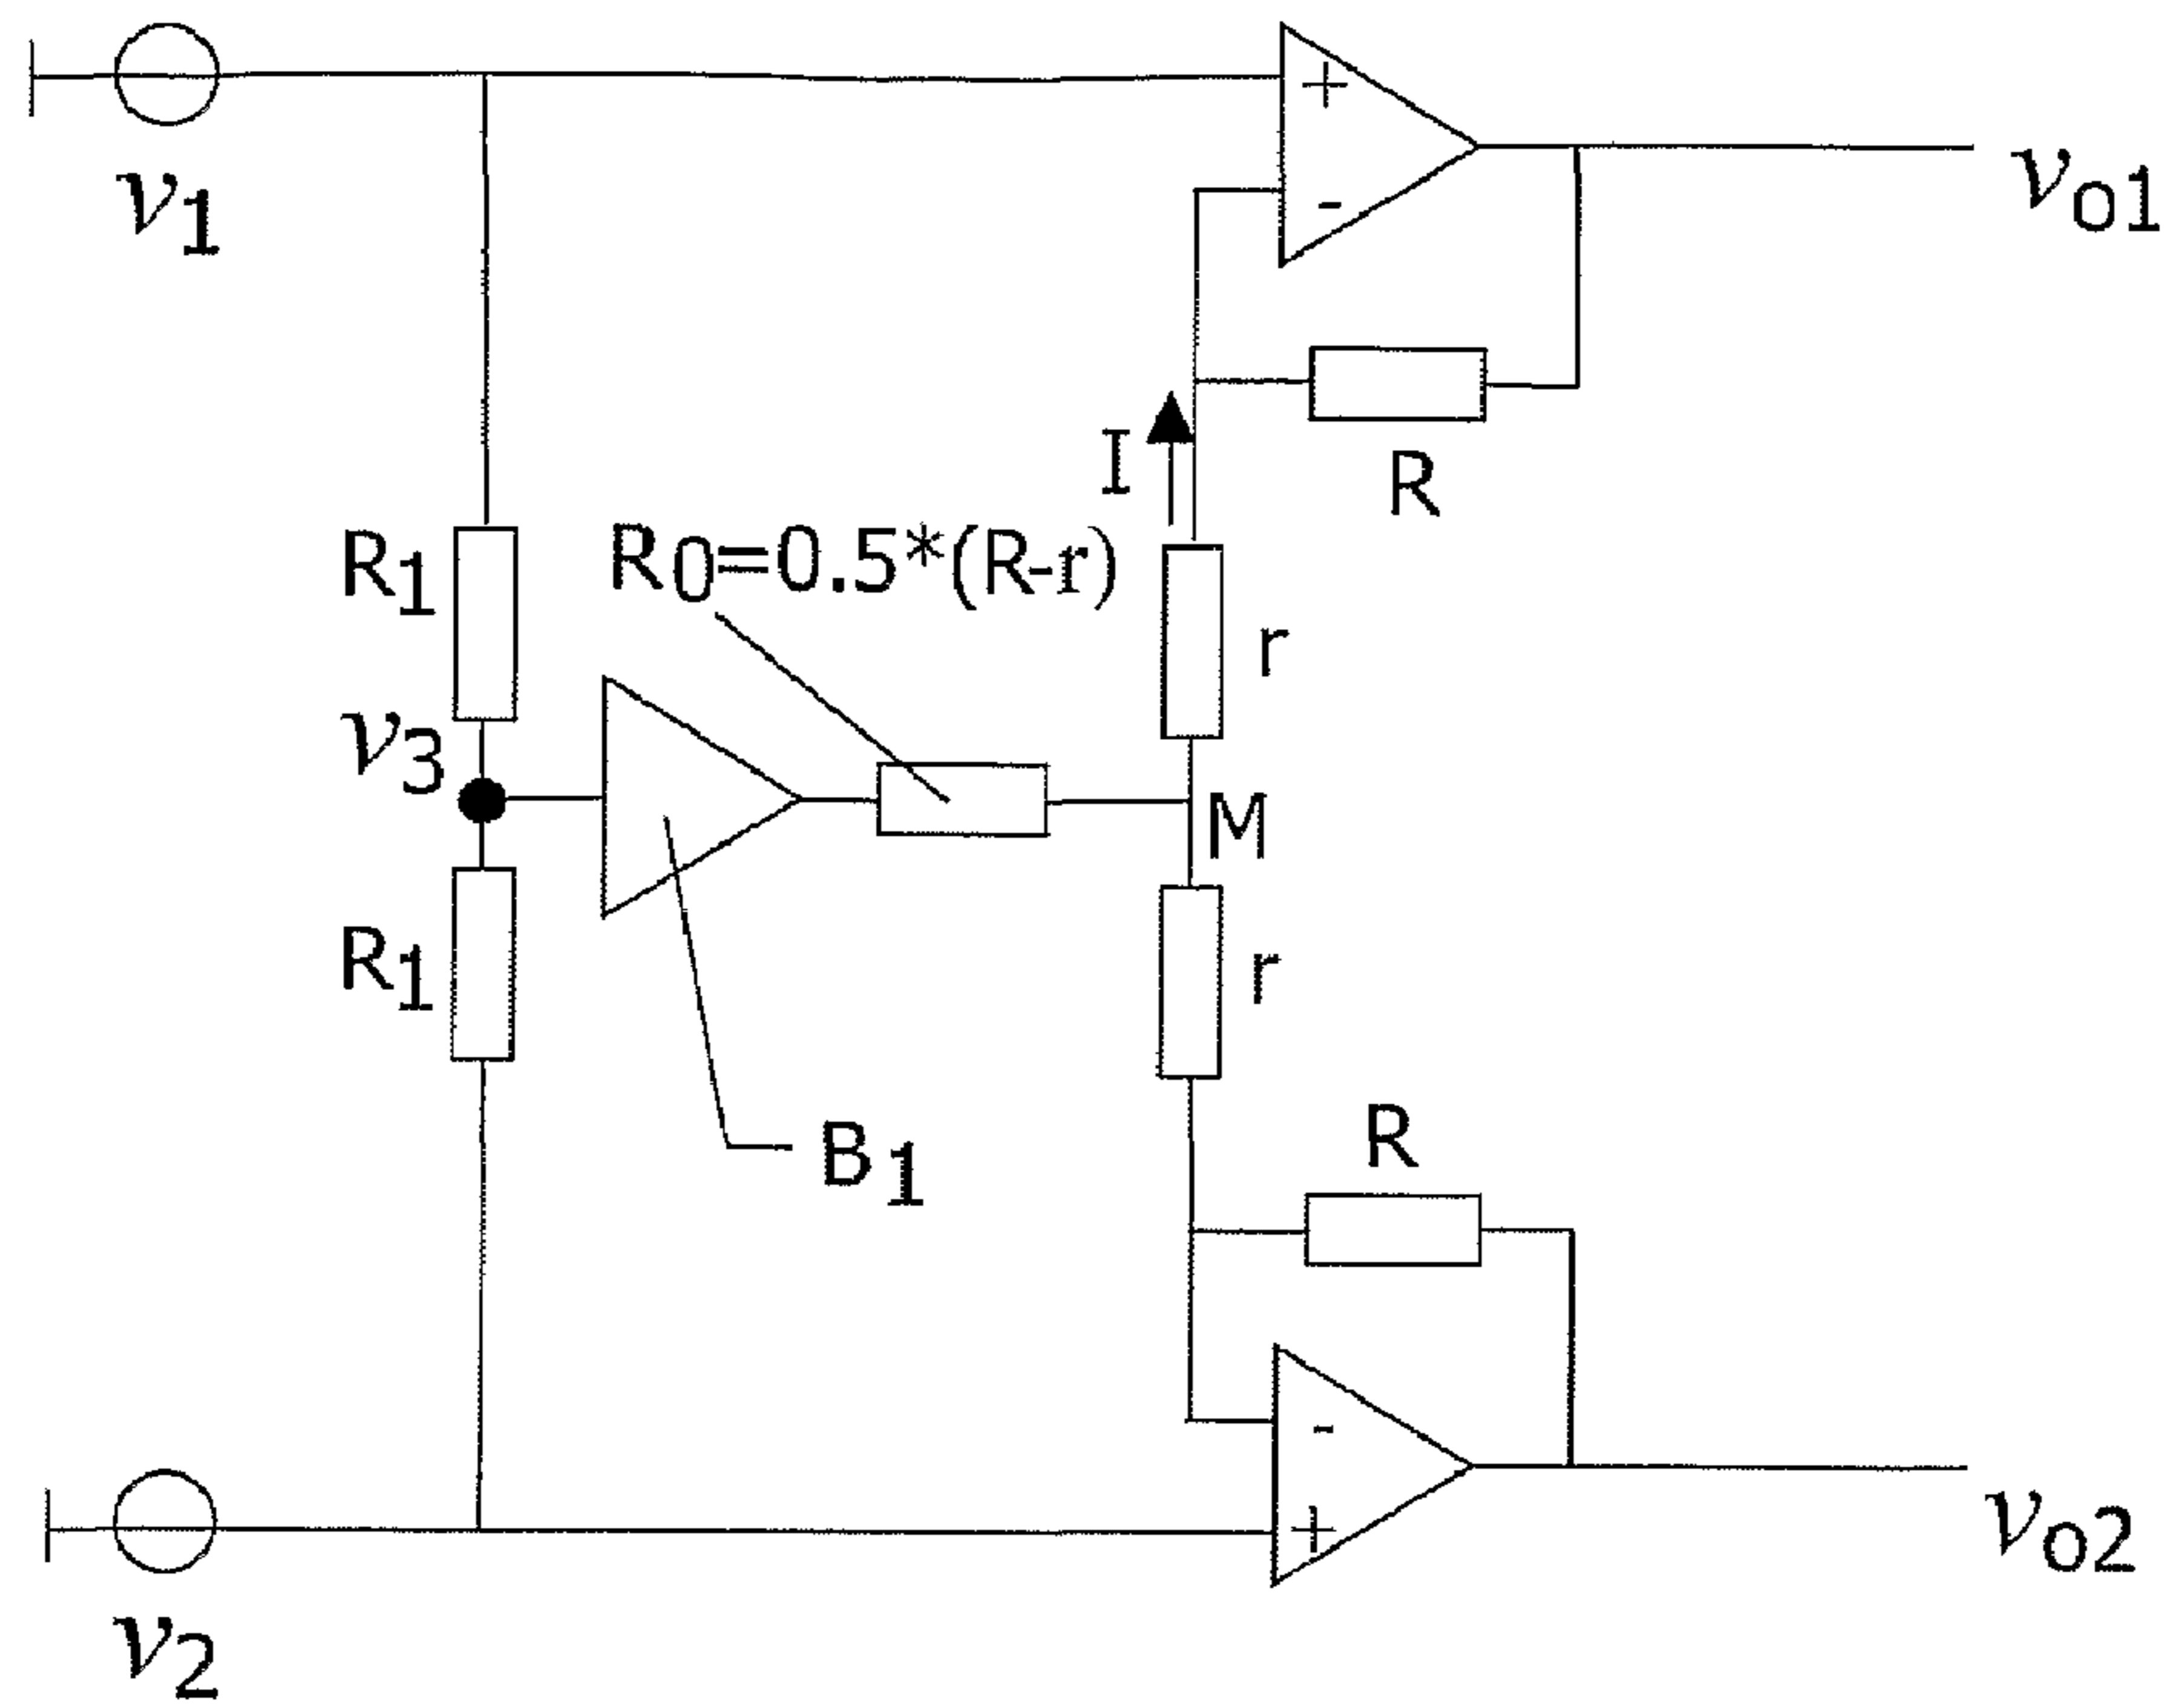 +
v1
-
vo1
I
R
R1
R0=0.5*(R-r)
r
v3
M
R1
r
B1
R
-
+
vo2
v2